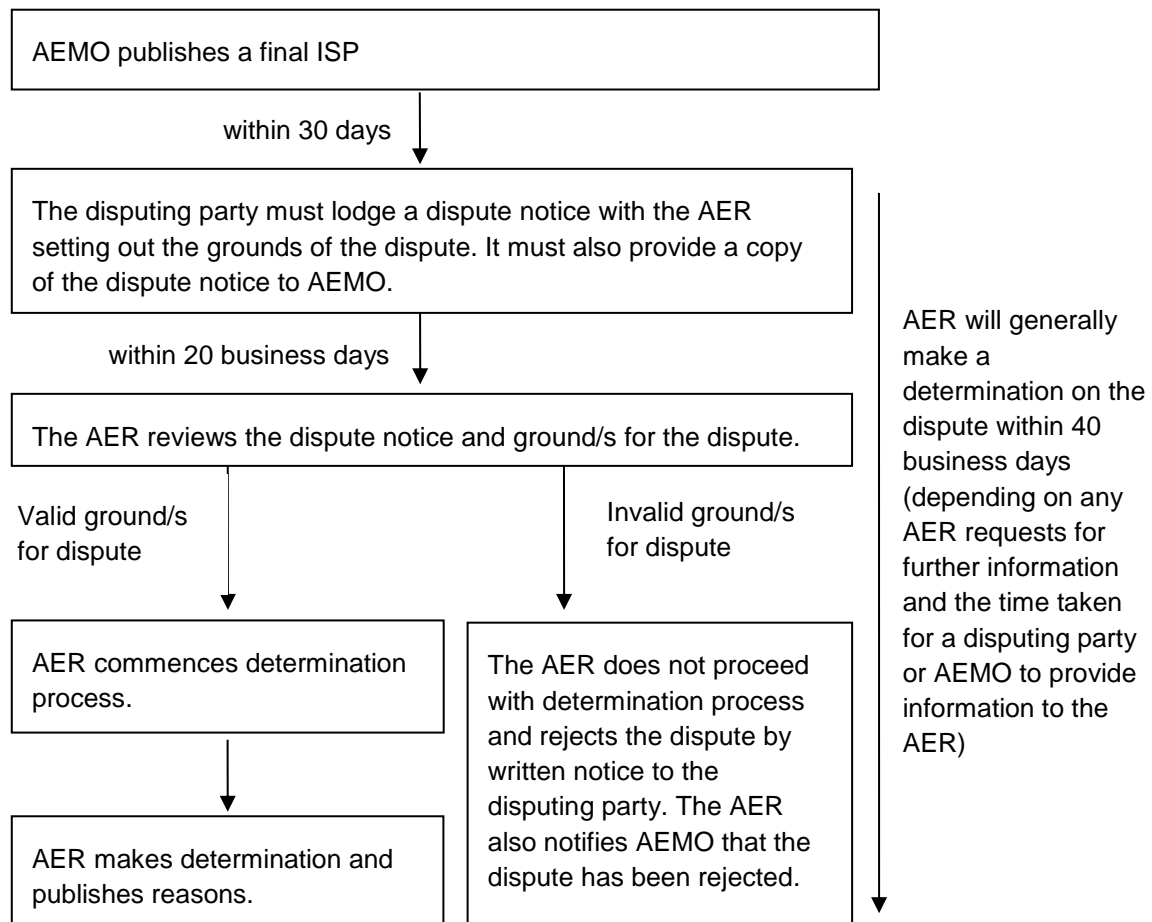 AEMO publishes a final ISP
within 30 days
The disputing party must lodge a dispute notice with the AER
setting out the grounds of the dispute. It must also provide a copy
of the dispute notice to AEMO.
within 20 business days
The AER reviews the dispute notice and ground/s for the dispute.
Valid ground/s
for dispute
Invalid ground/s
for dispute
AER commences determination
process.
AER makes determination and
publishes reasons.
The AER does not proceed
with determination process
and rejects the dispute by
written notice to the
disputing party. The AER
also notifies AEMO that the
dispute has been rejected.
AER will generally
make a
determination on the
dispute within 40
business days
(depending on any
AER requests for
further information
and the time taken
for a disputing party
or AEMO to provide
information to the
AER)